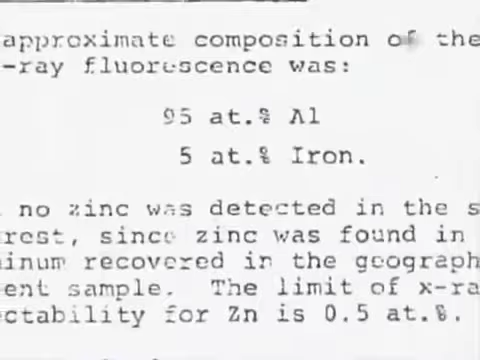 approximate composition of the
-ray fluorescence was:
95 at.% Al
5 at.% Iron.
no zinc was detected in the s
rest, since zinc was found in
inum recovered in the geograph
ent sample. The limit of x-ra
ectability for Zn is 0.5 at.%.